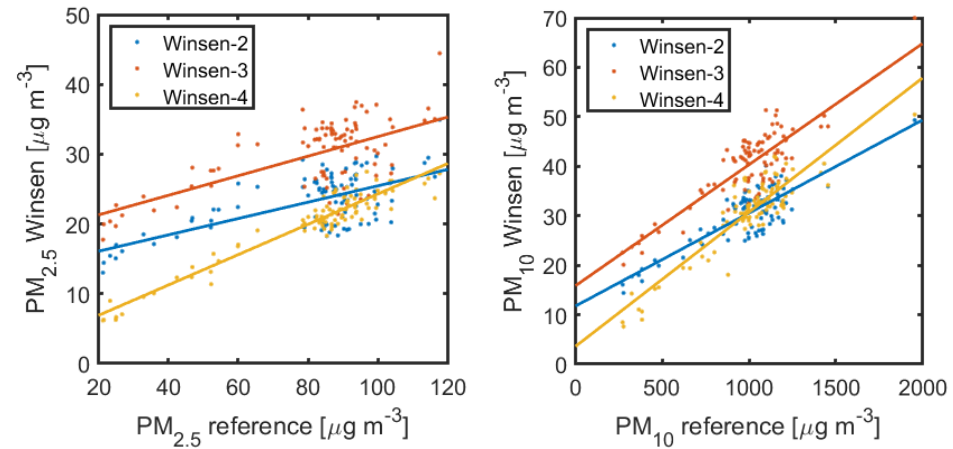 50
40
30
20
10
0
PM2.5 Winsen [μg m-3]
Winsen-2
Winsen-3
Winsen-4
20 40 60 80 100 120
PM2.5 reference [μg m-3]
70
60
50
40
30
20
10
0
PM10 Winsen [μg m-3]
Winsen-2
Winsen-3
Winsen-4
0 500 1000 1500 2000
PM10 reference [μg m-3]